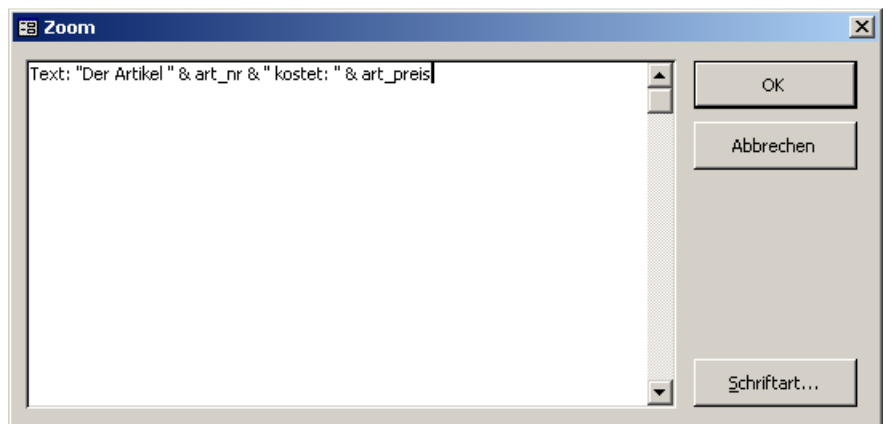 Zoom
Text: "Der Artikel " & art_nr & " kostet: " & art_preis
OK
Abbrechen
Schriftart...